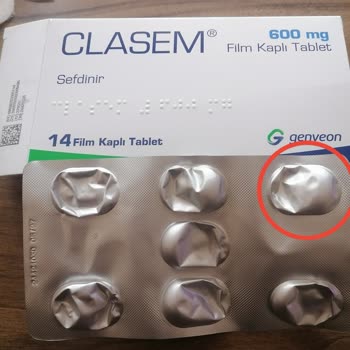 CLASEM®
600 mg
Film Kaplı Tablet
Sefdinir
14 Film Kaplı Tablet
genveon